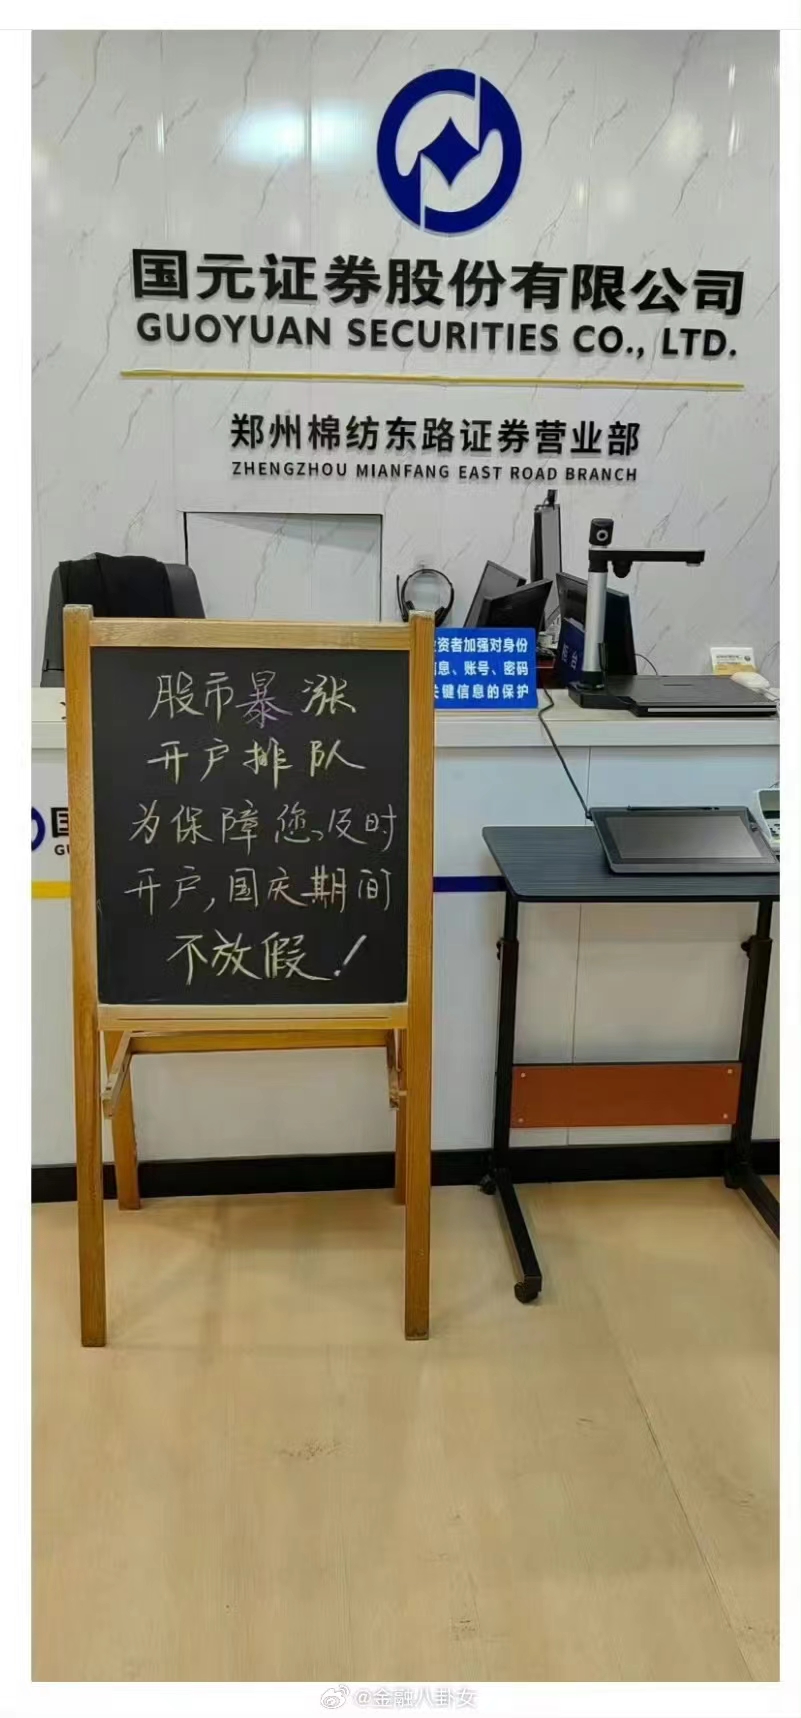 国元证券股份有限公司
GUOYUAN SECURITIES CO., LTD.
郑州棉纺东路证券营业部
ZHENGZHOU MIANFANG EAST ROAD BRANCH
资者加强对身份
息、账号、密码
关键信息的保护
股市暴涨
开户排队
为保障您及时
开户,国庆期间
不放假!
国
GU
@金融八卦女